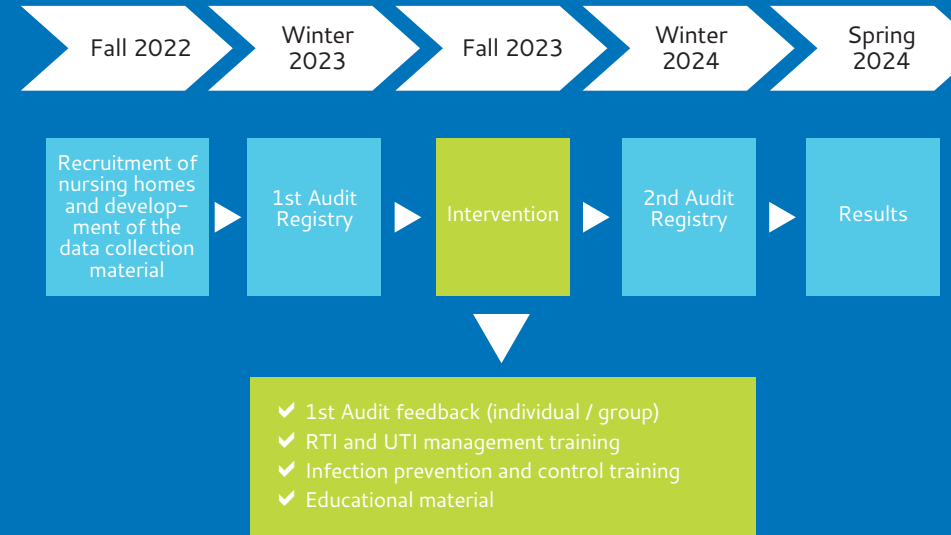 Fall 2022
Winter
2023
Fall 2023
Winter
2024
Spring
2024
Recruitment of
nursing homes
and develop-
ment of the
data collection
material
1st Audit
Registry
Intervention
2nd Audit
Registry
Results
1st Audit feedback (individual / group)
RTI and UTI management training
Infection prevention and control training
Educational material